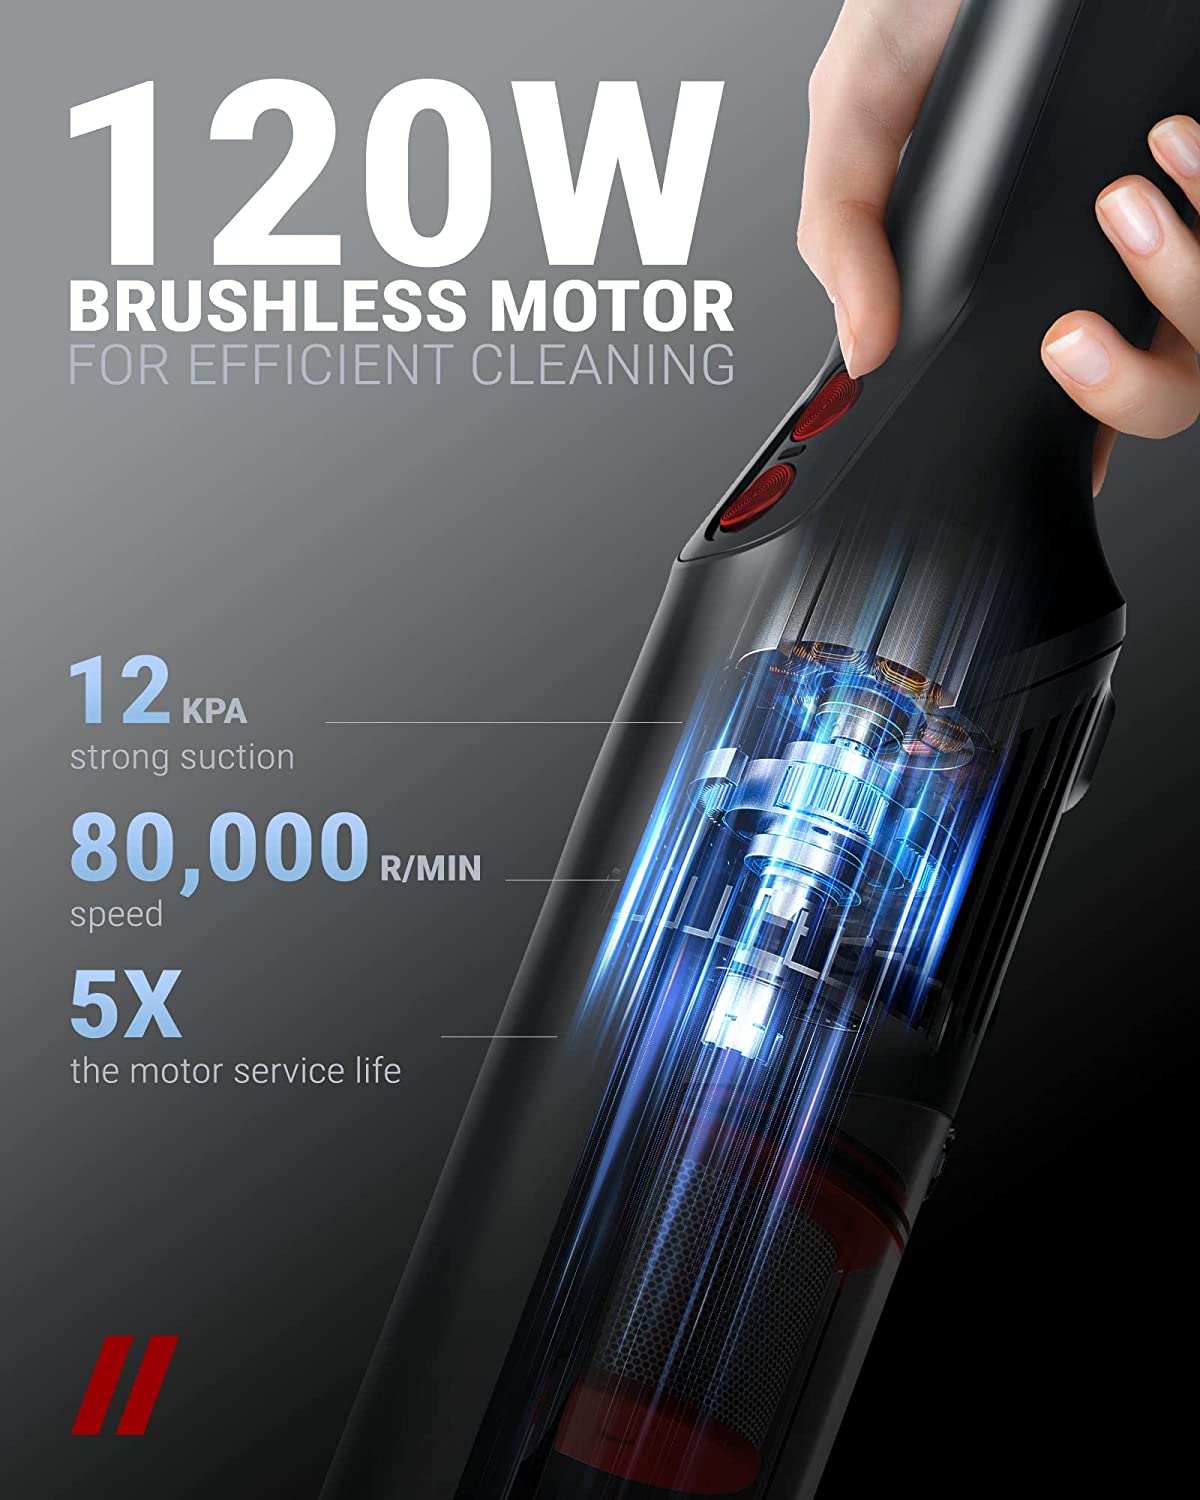 120W
BRUSHLESS MOTOR
FOR EFFICIENT CLEANING
12 KPA
strong suction
80,000 R/MIN
speed
5X
the motor service life